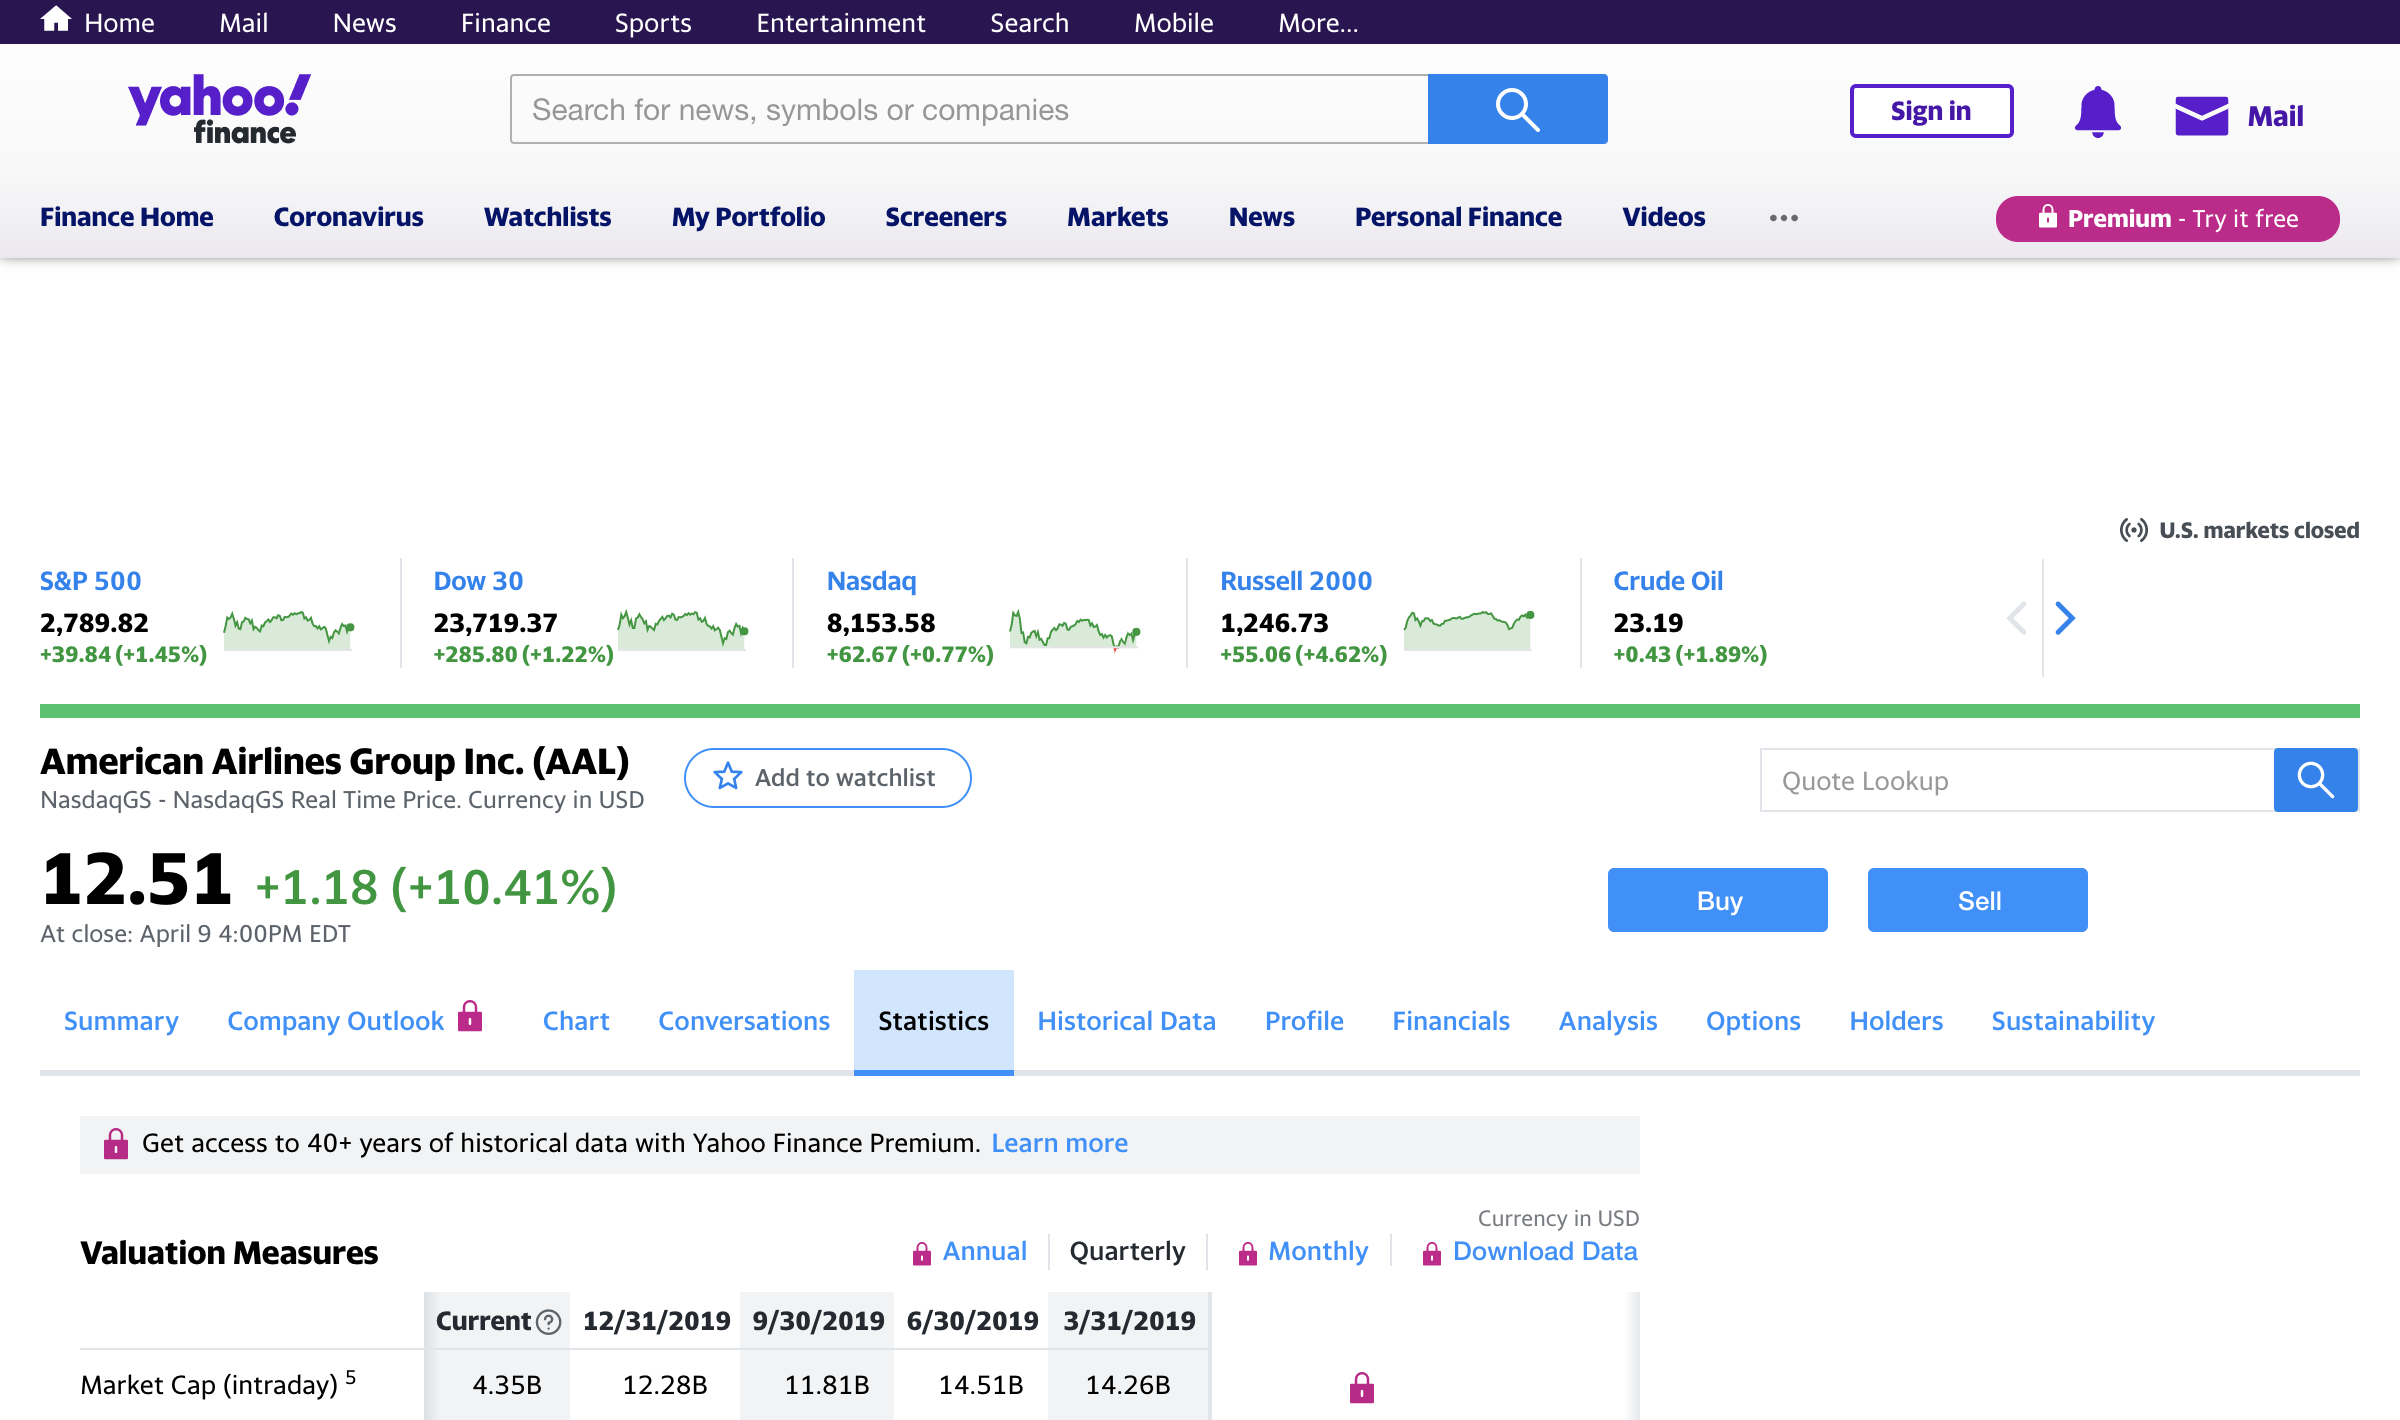 Home Mail News Finance Sports Entertainment Search Mobile More...
yahoo! finance
Search for news, symbols or companies
Sign in
Mail
Finance Home Coronavirus Watchlists My Portfolio Screeners Markets News Personal Finance Videos ••• Premium - Try it free
U.S. markets closed
S&P 500
2,789.82
+39.84 (+1.45%)
Dow 30
23,719.37
+285.80 (+1.22%)
Nasdaq
8,153.58
+62.67 (+0.77%)
Russell 2000
1,246.73
+55.06 (+4.62%)
Crude Oil
23.19
+0.43 (+1.89%)
American Airlines Group Inc. (AAL)
NasdaqGS - NasdaqGS Real Time Price. Currency in USD
Add to watchlist
Quote Lookup
12.51 +1.18 (+10.41%)
At close: April 9 4:00PM EDT
Buy Sell
Summary Company Outlook Chart Conversations Statistics Historical Data Profile Financials Analysis Options Holders Sustainability
Get access to 40+ years of historical data with Yahoo Finance Premium. Learn more
Currency in USD
Valuation Measures Annual Quarterly Monthly Download Data
Current ? 12/31/2019 9/30/2019 6/30/2019 3/31/2019
Market Cap (intraday) 5 4.35B 12.28B 11.81B 14.51B 14.26B